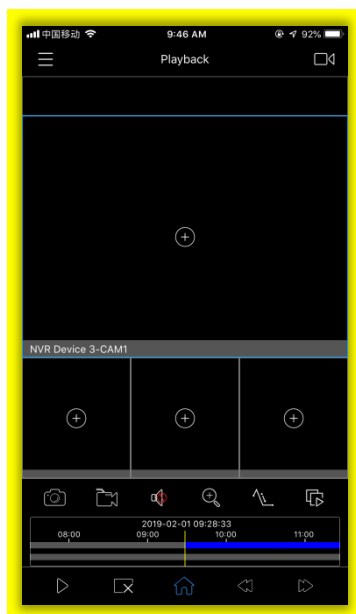 中国移动 9:46 AM 92%
Playback
NVR Device 3-CAM1
2019-02-01 09:28:33
08:00 09:00 10:00 11:00